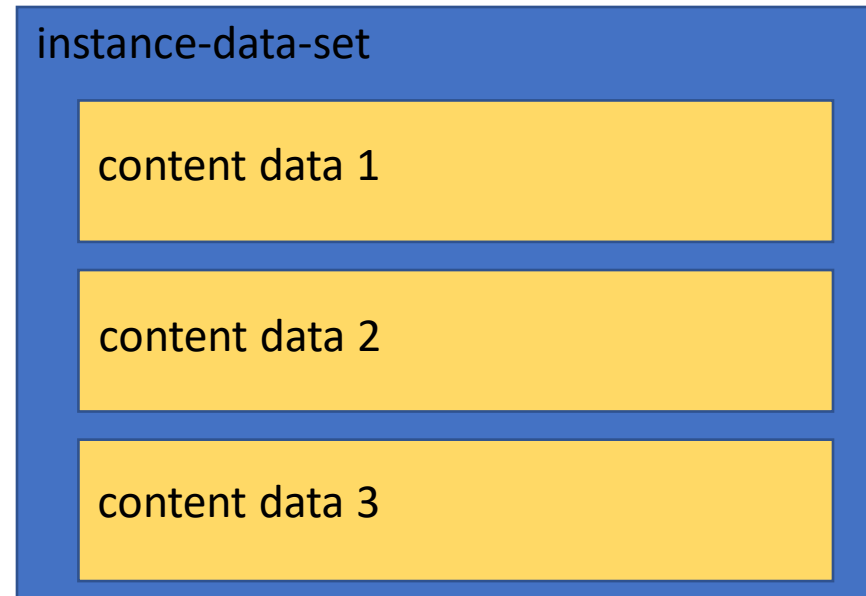 instance-data-set
content data 1
content data 2
content data 3